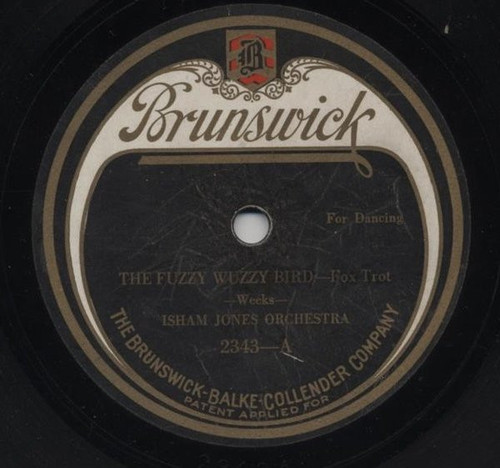 B
Brunswick
For Dancing
THE FUZZY WUZZY BIRD—Fox Trot
—Weeks—
ISHAM JONES ORCHESTRA
2343—A
THE BRUNSWICK-BALKE-COLLENDER COMPANY
PATENT APPLIED FOR